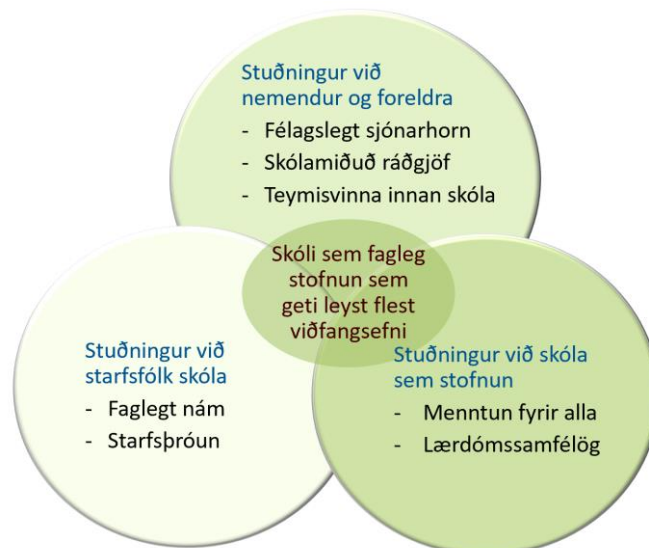 Stuðningur við
nemendur og foreldra
- Félagslegt sjónarhorn
- Skólamiðuð ráðgjöf
- Teymisvinna innan skóla
Skóli sem fagleg
stofnun sem
geti leyst flest
viðfangsefni
Stuðningur við
starfsfólk skóla
- Faglegt nám
- Starfsþróun
Stuðningur við skóla
sem stofnun
- Menntun fyrir alla
- Lærdómssamfélög